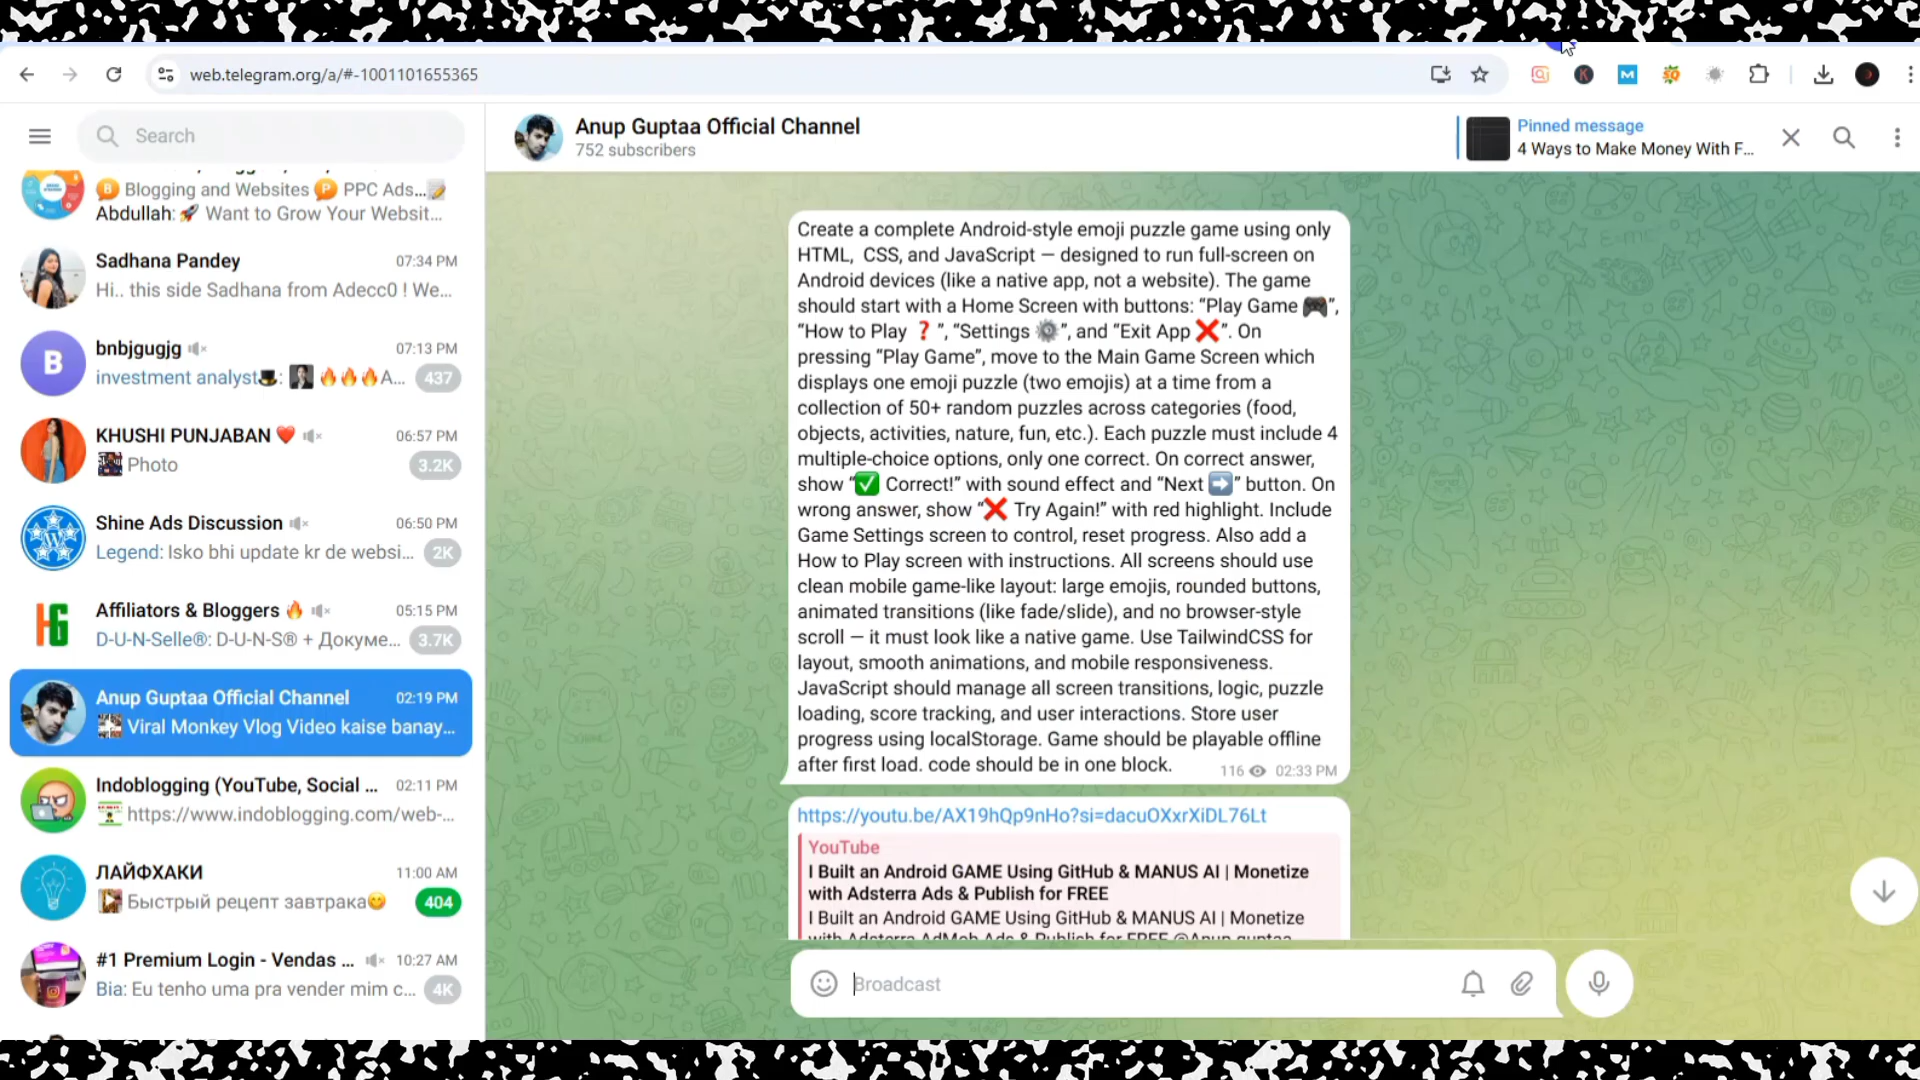 web.telegram.org/a/#-1001101655365
Search
Blogging and Websites PPC Ads...
Abdullah: 🚀 Want to Grow Your Websit...
Sadhana Pandey 07:34 PM
Hi.. this side Sadhana from Adecc0 ! We...
B
bnbjgugjg 07:13 PM
investment analyst🎩: 🔥🔥🔥A... 437
KHUSHI PUNJABAN ❤️ 06:57 PM
Photo 3.2K
Shine Ads Discussion 06:50 PM
Legend: Isko bhi update kr de websi... 2K
Affiliators & Bloggers 🔥 05:15 PM
D-U-N-Selle®: D-U-N-S® + Докуме... 3.7K
Anup Guptaa Official Channel 02:19 PM
Viral Monkey Vlog Video kaise banay...
Indoblogging (YouTube, Social ... 02:11 PM
https://www.indoblogging.com/web-...
ЛАЙФХАКИ 11:00 AM
Быстрый рецепт завтрака😋 404
#1 Premium Login - Vendas ... 10:27 AM
Bia: Eu tenho uma pra vender mim c... 4K
Anup Guptaa Official Channel
752 subscribers
Pinned message
4 Ways to Make Money With F...
Create a complete Android-style emoji puzzle game using only
HTML, CSS, and JavaScript — designed to run full-screen on
Android devices (like a native app, not a website). The game
should start with a Home Screen with buttons: “Play Game 🎮”,
“How to Play ❓”, “Settings ⚙️”, and “Exit App ❌”. On
pressing “Play Game”, move to the Main Game Screen which
displays one emoji puzzle (two emojis) at a time from a
collection of 50+ random puzzles across categories (food,
objects, activities, nature, fun, etc.). Each puzzle must include 4
multiple-choice options, only one correct. On correct answer,
show “✅ Correct!” with sound effect and “Next ➡️” button. On
wrong answer, show “❌ Try Again!” with red highlight. Include
Game Settings screen to control, reset progress. Also add a
How to Play screen with instructions. All screens should use
clean mobile game-like layout: large emojis, rounded buttons,
animated transitions (like fade/slide), and no browser-style
scroll — it must look like a native game. Use TailwindCSS for
layout, smooth animations, and mobile responsiveness.
JavaScript should manage all screen transitions, logic, puzzle
loading, score tracking, and user interactions. Store user
progress using localStorage. Game should be playable offline
after first load. code should be in one block.
116 02:33 PM
https://youtu.be/AX19hQp9nHo?si=dacuOXxrXiDL76Lt
YouTube
I Built an Android GAME Using GitHub & MANUS AI | Monetize
with Adsterra Ads & Publish for FREE
I Built an Android GAME Using GitHub & MANUS AI | Monetize
with Adsterra AdMob Ads & Publish for FREE @Anup guptaa
Broadcast